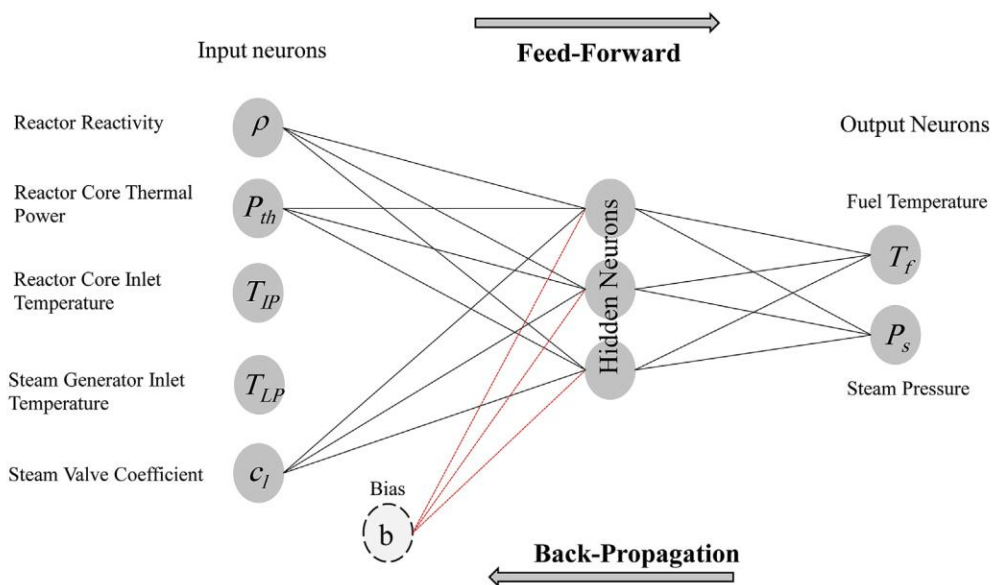 Feed-Forward
Input neurons
Output Neurons
Reactor Reactivity
ρ
Reactor Core Thermal
Power
P_th
Reactor Core Inlet
Temperature
T_IP
Steam Generator Inlet
Temperature
T_LP
Steam Valve Coefficient
c_l
Hidden Neurons
Bias
b
Fuel Temperature
T_f
P_s
Steam Pressure
Back-Propagation